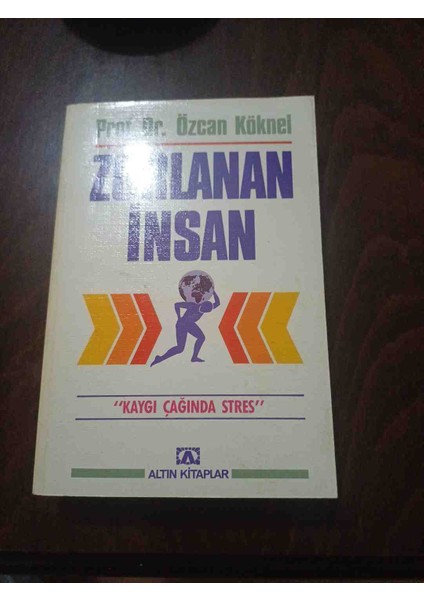 Prof. Dr. Özcan Köknel
ZORLANAN
İNSAN
"KAYGI ÇAĞINDA STRES"
ALTIN KİTAPLAR